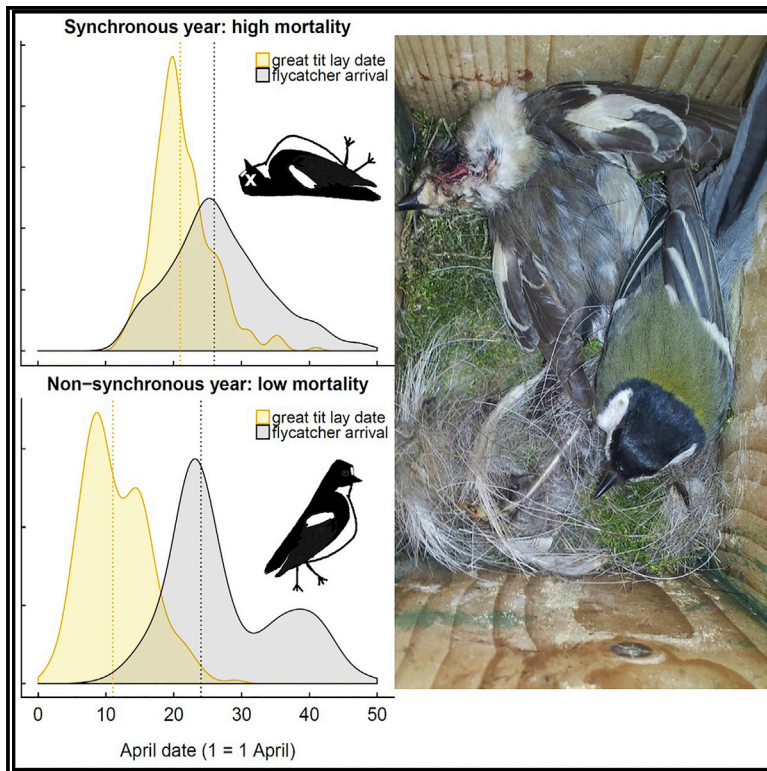 Synchronous year: high mortality
great tit lay date
flycatcher arrival
x
Non−synchronous year: low mortality
great tit lay date
flycatcher arrival
0 10 20 30 40 50
April date (1 = 1 April)